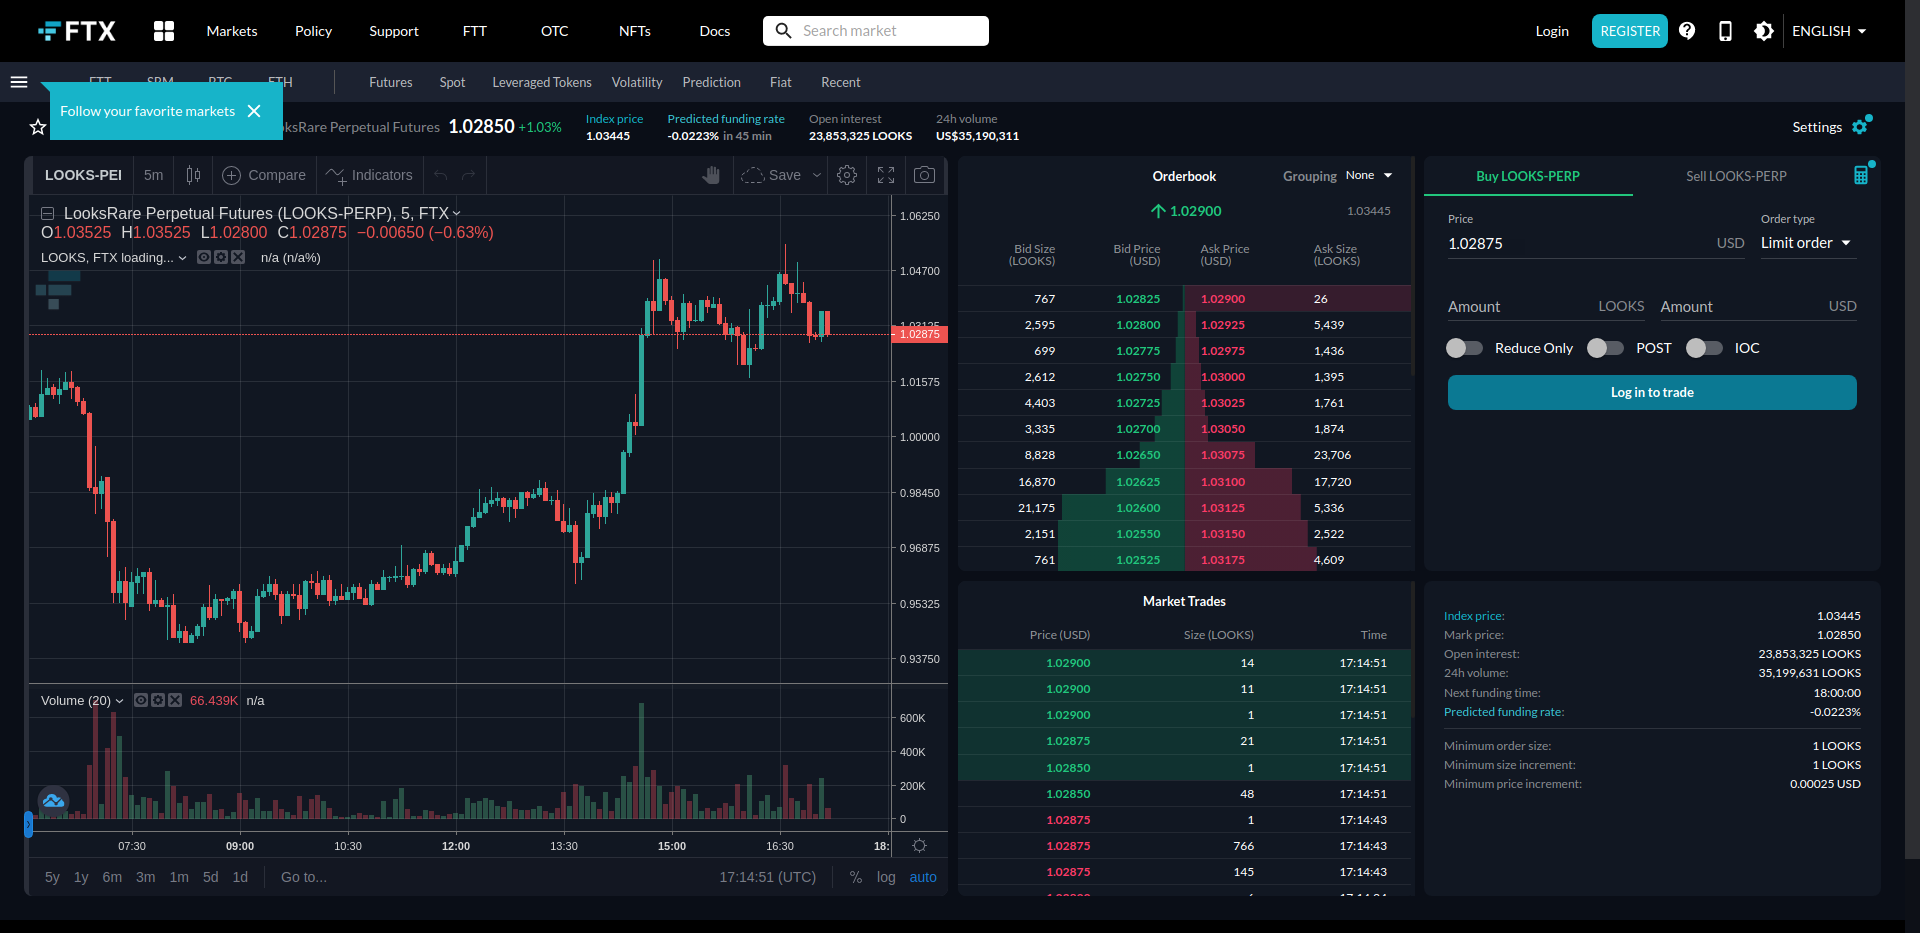 FTX Markets Policy Support FTT OTC NFTs Docs Search market Login REGISTER ENGLISH
FTT BTC ETH Futures Spot Leveraged Tokens Volatility Prediction Fiat Recent
Follow your favorite markets
Perpetual Futures 1.02850 +1.03%
Index price
1.03445
Predicted funding rate
-0.0223% in 45 min
Open interest
23,853,325 LOOKS
24h volume
US$35,190,311
Settings
LOOKS-PEI 5m Compare Indicators Save
LooksRare Perpetual Futures (LOOKS-PERP), 5, FTX
O1.03525 H1.03525 L1.02800 C1.02875 −0.00650 (−0.63%)
LOOKS, FTX loading... n/a (n/a%)
1.06250
1.04700
1.02875
1.01575
1.00000
0.98450
0.96875
0.95325
0.93750
Volume (20) 66.439K n/a
600K
400K
200K
0
07:30 09:00 10:30 12:00 13:30 15:00 16:30 18:
5y 1y 6m 3m 1m 5d 1d Go to... 17:14:51 (UTC) % log auto
Orderbook Grouping None
1.02900 1.03445
Bid Size (LOOKS) Bid Price (USD) Ask Price (USD) Ask Size (LOOKS)
767 1.02825 1.02900 26
2,595 1.02800 1.02925 5,439
699 1.02775 1.02975 1,436
2,612 1.02750 1.03000 1,395
4,403 1.02725 1.03025 1,761
3,335 1.02700 1.03050 1,874
8,828 1.02650 1.03075 23,706
16,870 1.02625 1.03100 17,720
21,175 1.02600 1.03125 5,336
2,151 1.02550 1.03150 2,522
761 1.02525 1.03175 4,609
Market Trades
Price (USD) Size (LOOKS) Time
1.02900 14 17:14:51
1.02900 11 17:14:51
1.02900 1 17:14:51
1.02875 21 17:14:51
1.02850 1 17:14:51
1.02850 48 17:14:51
1.02875 1 17:14:43
1.02875 766 17:14:43
1.02875 145 17:14:43
Buy LOOKS-PERP Sell LOOKS-PERP
Price Order type
1.02875 USD Limit order
Amount LOOKS Amount USD
Reduce Only POST IOC
Log in to trade
Index price: 1.03445
Mark price: 1.02850
Open interest: 23,853,325 LOOKS
24h volume: 35,199,631 LOOKS
Next funding time: 18:00:00
Predicted funding rate: -0.0223%
Minimum order size: 1 LOOKS
Minimum size increment: 1 LOOKS
Minimum price increment: 0.00025 USD